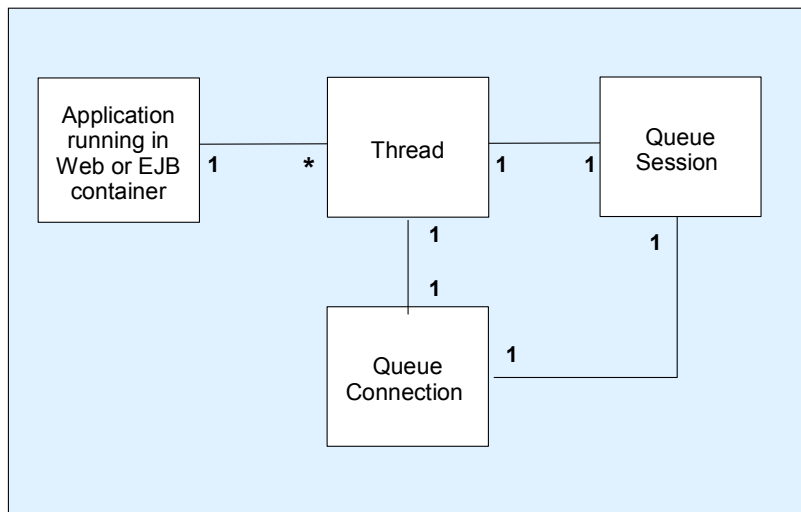 Application
running in
Web or EJB
container
1
*
Thread
1
1
Queue
Session
1
1
1
1
Queue
Connection